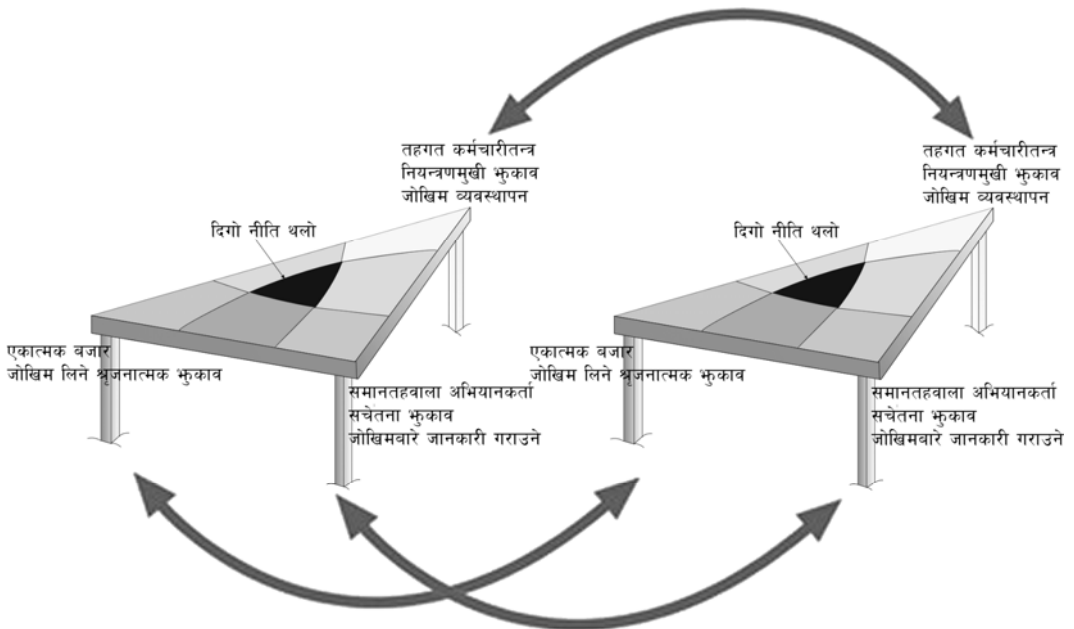 तहगत कर्मचारीतन्त्र
नियन्त्रणमुखी झुकाव
जोखिम व्यवस्थापन
दिगो नीति थलो
एकात्मक बजार
जोखिम लिने श्रृजनात्मक झुकाव
समानतहवाला अभियानकर्ता
सचेतना झुकाव
जोखिमबारे जानकारी गराउने
तहगत कर्मचारीतन्त्र
नियन्त्रणमुखी झुकाव
जोखिम व्यवस्थापन
दिगो नीति थलो
एकात्मक बजार
जोखिम लिने श्रृजनात्मक झुकाव
समानतहवाला अभियानकर्ता
सचेतना झुकाव
जोखिमबारे जानकारी गराउने